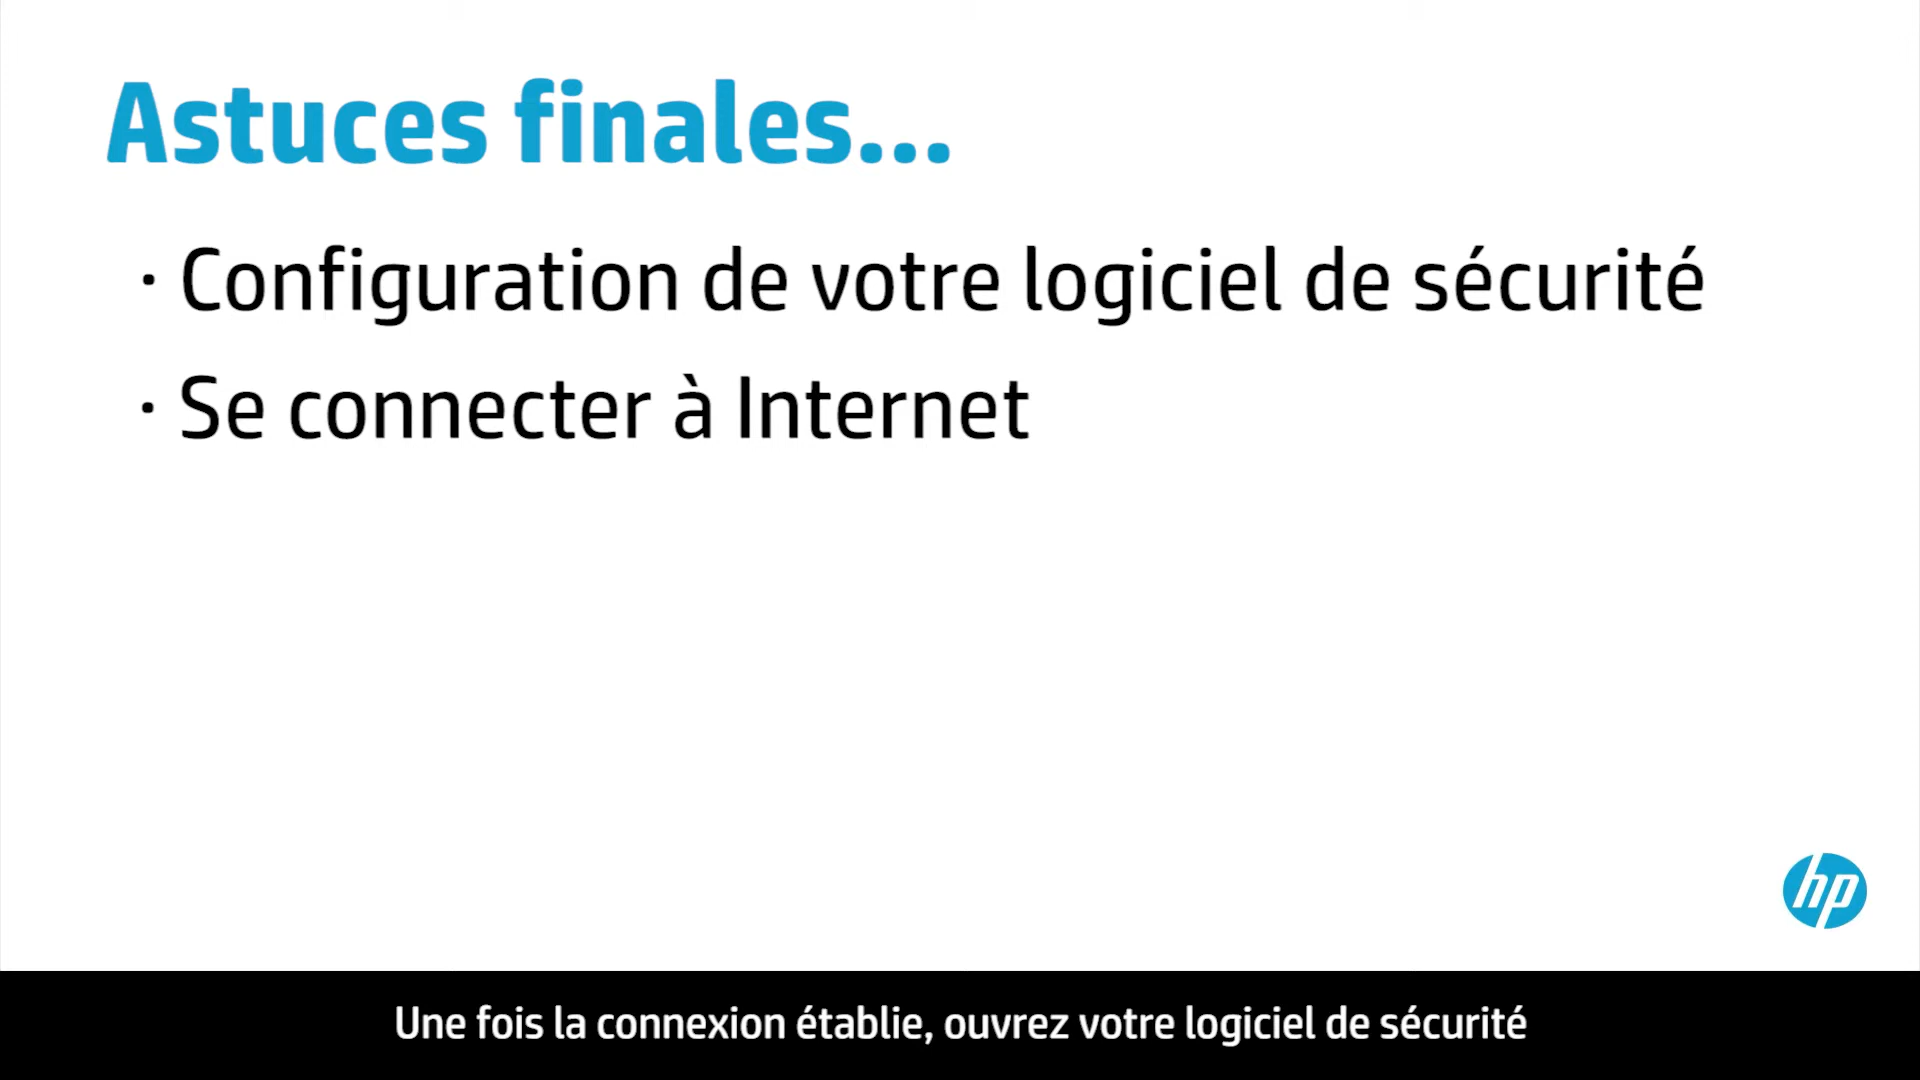 Astuces finales...
· Configuration de votre logiciel de sécurité
· Se connecter à Internet
hp
Une fois la connexion établie, ouvrez votre logiciel de sécurité